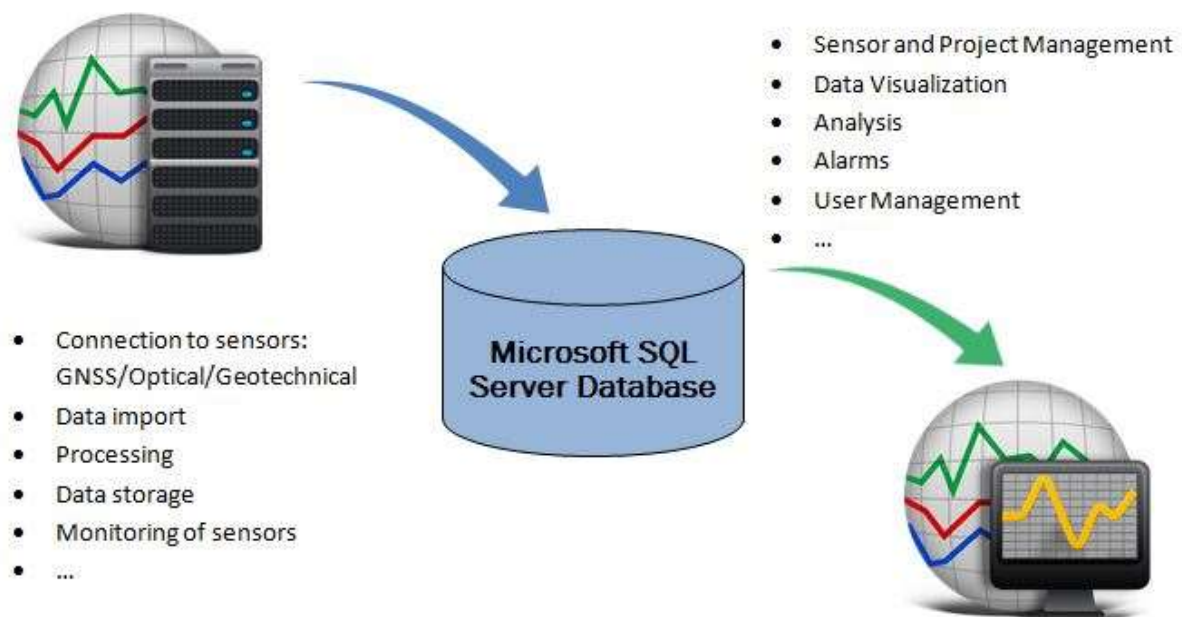 • Sensor and Project Management
• Data Visualization
• Analysis
• Alarms
• User Management
• ...
Microsoft SQL
Server Database
• Connection to sensors:
GNSS/Optical/Geotechnical
• Data import
• Processing
• Data storage
• Monitoring of sensors
• ...